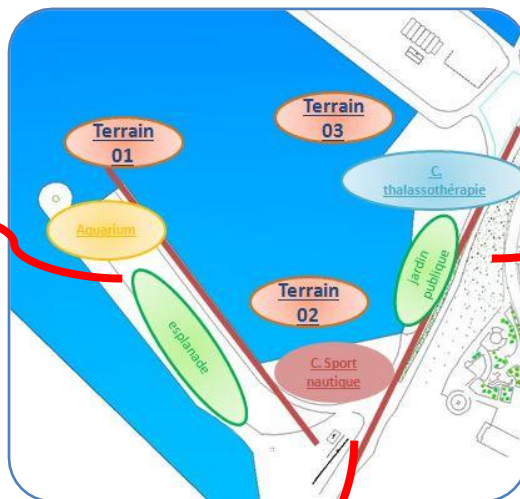 Terrain
01
Terrain
03
C.
thalassothérapie
Aquarium
jardin
publique
esplanade
Terrain
02
C. Sport
nautique